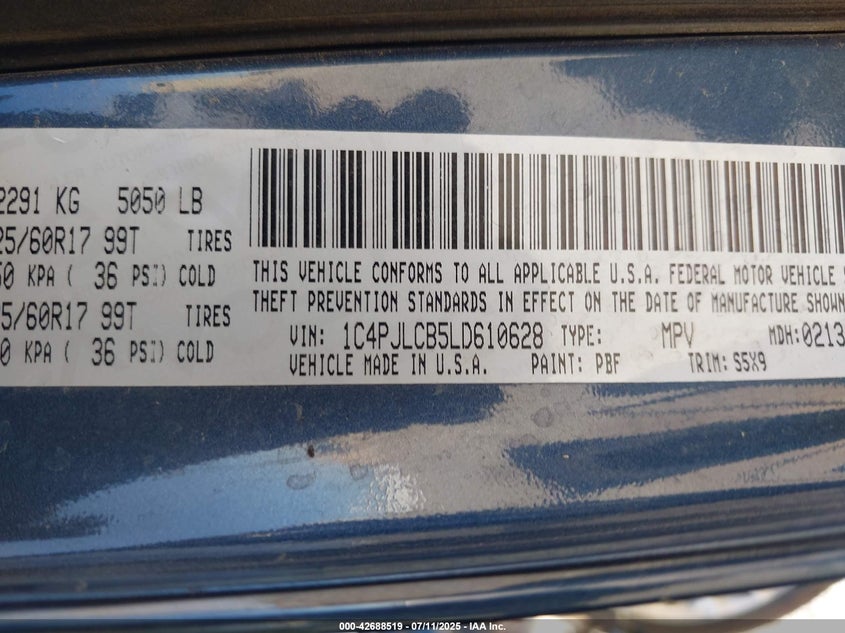 2291 KG 5050 LB
25/60R17 99T TIRES
50 KPA ( 36 PSI) COLD
5/60R17 99T TIRES
0 KPA ( 36 PSI) COLD
THIS VEHICLE CONFORMS TO ALL APPLICABLE U.S.A. FEDERAL MOTOR VEHICLE
THEFT PREVENTION STANDARDS IN EFFECT ON THE DATE OF MANUFACTURE SHOWN
VIN: 1C4PJLCB5LD610628 TYPE: MPV MDH:0213
VEHICLE MADE IN U.S.A. PAINT: PBF TRIM: S5X9
000-42688519 - 07/11/2025 - IAA Inc.